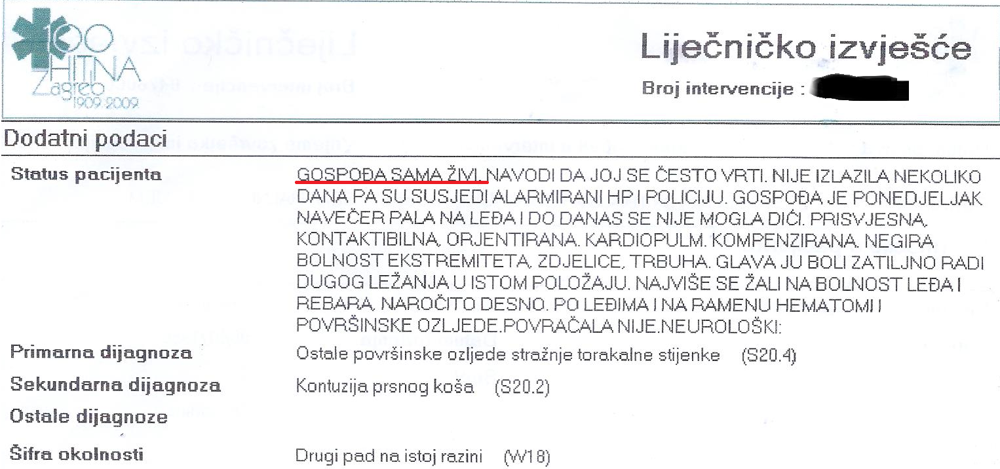 100
HITNA
Zagreb
1909-2009
Liječničko izvješće
Broj intervencije :
Dodatni podaci
Status pacijenta
GOSPOĐA SAMA ŽIVI. NAVODI DA JOJ SE ČESTO VRTI. NIJE IZLAZILA NEKOLIKO
DANA PA SU SUSJEDI ALARMIRANI HP I POLICIJU. GOSPOĐA JE PONEDJELJAK
NAVEČER PALA NA LEĐA I DO DANAS SE NIJE MOGLA DIĆI. PRISVJESNA,
KONTAKTIBILNA, ORJENTIRANA. KARDIOPULM. KOMPENZIRANA. NEGIRA
BOLNOST EKSTREMITETA, ZDJELICE, TRBUHA. GLAVA JU BOLI ZATILJNO RADI
DUGOG LEŽANJA U ISTOM POLOŽAJU. NAJVIŠE SE ŽALI NA BOLNOST LEĐA I
REBARA, NAROČITO DESNO. PO LEĐIMA I NA RAMENU HEMATOMI I
POVRŠINSKE OZLJEDE.POVRAČALA NIJE.NEUROLOŠKI:
Primarna dijagnoza Ostale površinske ozljede stražnje torakalne stijenke (S20.4)
Sekundarna dijagnoza Kontuzija prsnog koša (S20.2)
Ostale dijagnoze
Šifra okolnosti Drugi pad na istoj razini (W18)